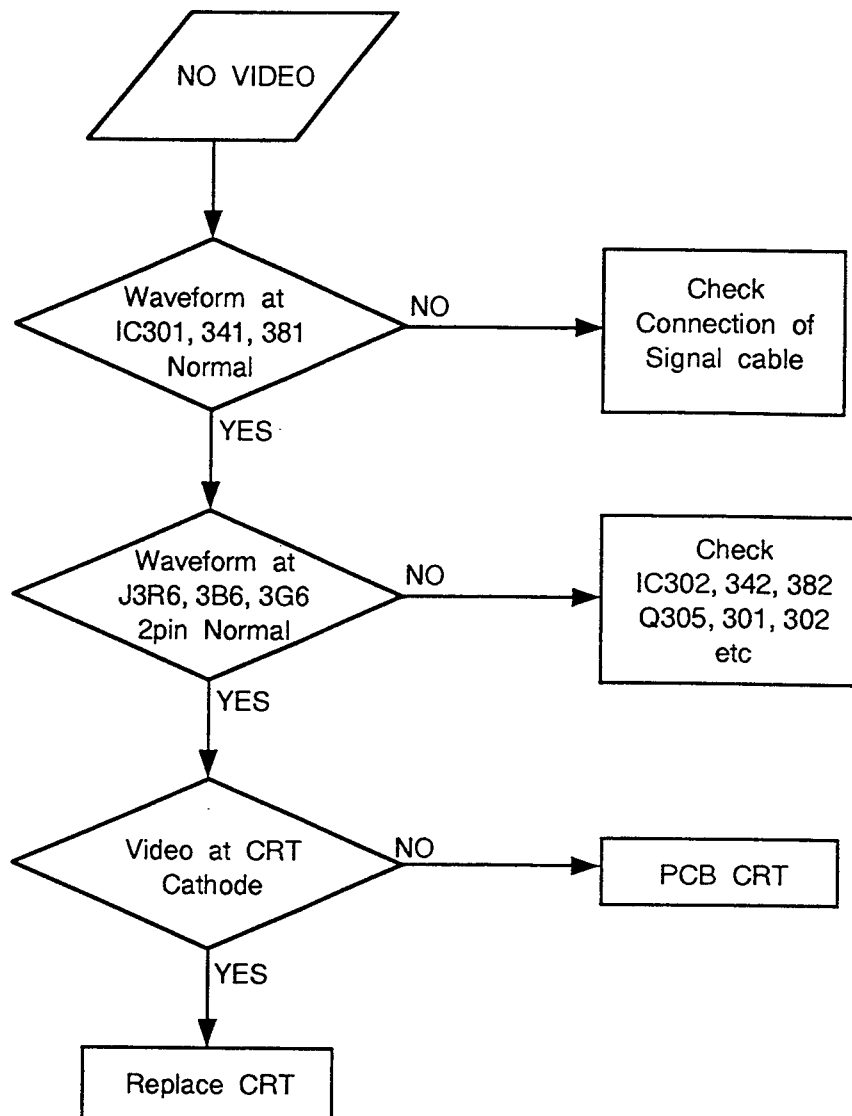 NO VIDEO
Waveform at
IC301, 341, 381
Normal
NO
Check
Connection of
Signal cable
YES
Waveform at
J3R6, 3B6, 3G6
2pin Normal
NO
Check
IC302, 342, 382
Q305, 301, 302
etc
YES
Video at CRT
Cathode
NO
PCB CRT
YES
Replace CRT